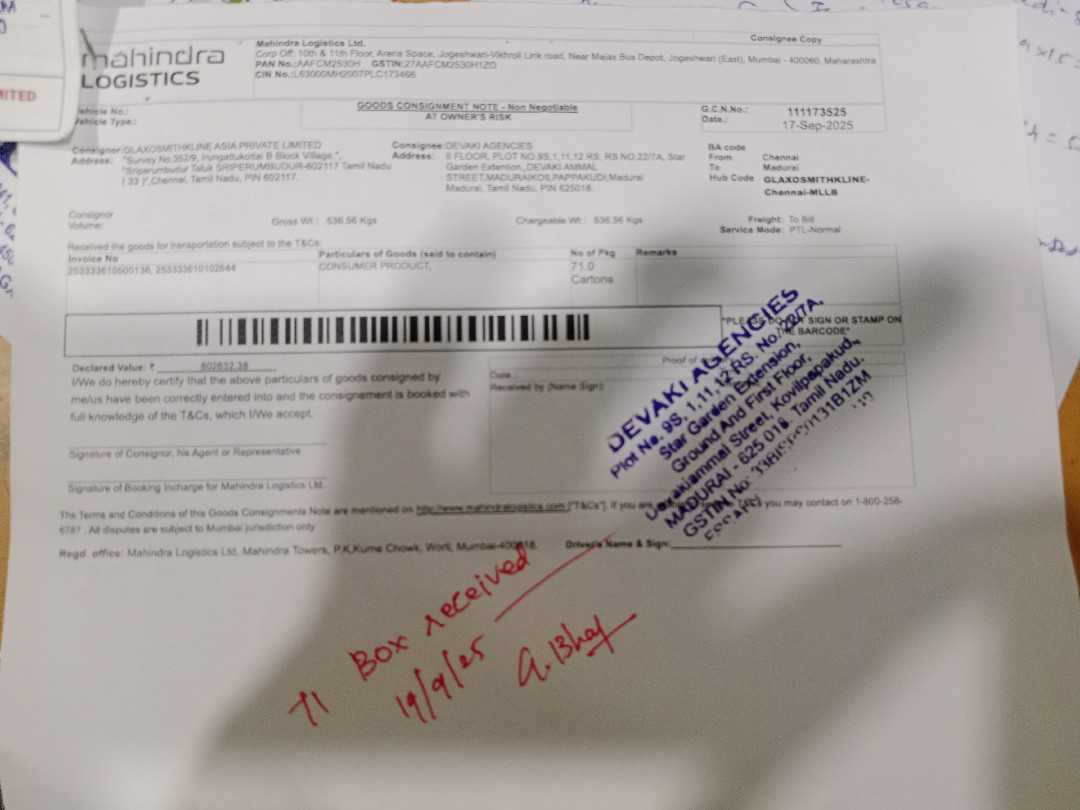 mahindra
LOGISTICS
Mahindra Logistics Ltd.
Corp Off: 10th & 11th Floor, Arena Space, Jogeshwari-Vikhroli Link road, Near Majas Bus Depot, Jogeshwari (East), Mumbai - 400060, Maharashtra
PAN No.:AAFCM2530H GSTIN:27AAFCM2530H1ZO
CIN No.:L63000MH2007PLC173466
Consignee Copy
Vehicle No.:
Vehicle Type.:
GOODS CONSIGNMENT NOTE - Non Negotiable
AT OWNER'S RISK
G.C.N.No.: 111173525
Date.: 17-Sep-2025
Consignor:GLAXOSMITHKLINE ASIA PRIVATE LIMITED
Address: "Survey No.352/9, Irungattukottai B Block Village,",
"Sriperumbudur Taluk SRIPERUMBUDUR-602117 Tamil Nadu
( 33 )",Chennai, Tamil Nadu, PIN 602117.
Consignee:DEVAKI AGENCIES
Address: II FLOOR, PLOT NO.9S,1,11,12 RS, RS NO.22/7A, Star
Garden Extention,,DEVAKI AMMAL
STREET,MADURAIKOILPAPPAKUDI,Madurai
Madurai, Tamil Nadu, PIN 625018.
BA code
From Chennai
To Madurai
Hub Code GLAXOSMITHKLINE-
Chennai-MLLB
Consignor
Volume:
Gross Wt : 536.56 Kgs
Chargeable Wt : 536.56 Kgs
Freight: To Bill
Service Mode: PTL-Normal
Received the goods for transportation subject to the T&Cs:
Invoice No Particulars of Goods (said to contain) No of Pkg Remarks
253333610500136, 253333610102644 CONSUMER PRODUCT, 71.0
Cartons
"PLEASE DO NOT SIGN OR STAMP ON
THE BARCODE"
Declared Value: ₹ 802632.38
I/We do hereby certify that the above particulars of goods consigned by
me/us have been correctly entered into and the consignement is booked with
full knowledge of the T&Cs, which I/We accept.
Proof of
Date :
Received by (Name Sign):
Signature of Consignor, his Agent or Representative
Signature of Booking Incharge for Mahindra Logistics Ltd.
DEVAKI AGENCIES
Plot No. 9S, 1,11,12 RS. No. 22/7A,
Star Garden Extension,
Ground And First Floor,
Devakiammal Street, Kovilpapakudi,
MADURAI - 625 018, Tamil Nadu.
GSTIN No:
The Terms and Conditions of this Goods Consignments Note are mentioned on http://www.mahindralogistics.com ["T&Cs"]. If you are you may contact on 1-800-258-
6787 . All disputes are subject to Mumbai jurisdiction only
Regd. office: Mahindra Logistics Ltd, Mahindra Towers, P.K.Kurne Chowk, Worli, Mumbai-400018. Driver's Name & Sign:
71 Box received
19/9/25